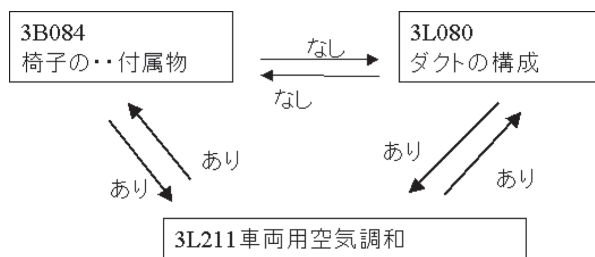 3B084
椅子の・・付属物
なし
なし
3L080
ダクトの構成
あり
あり
あり
あり
3L211車両用空気調和